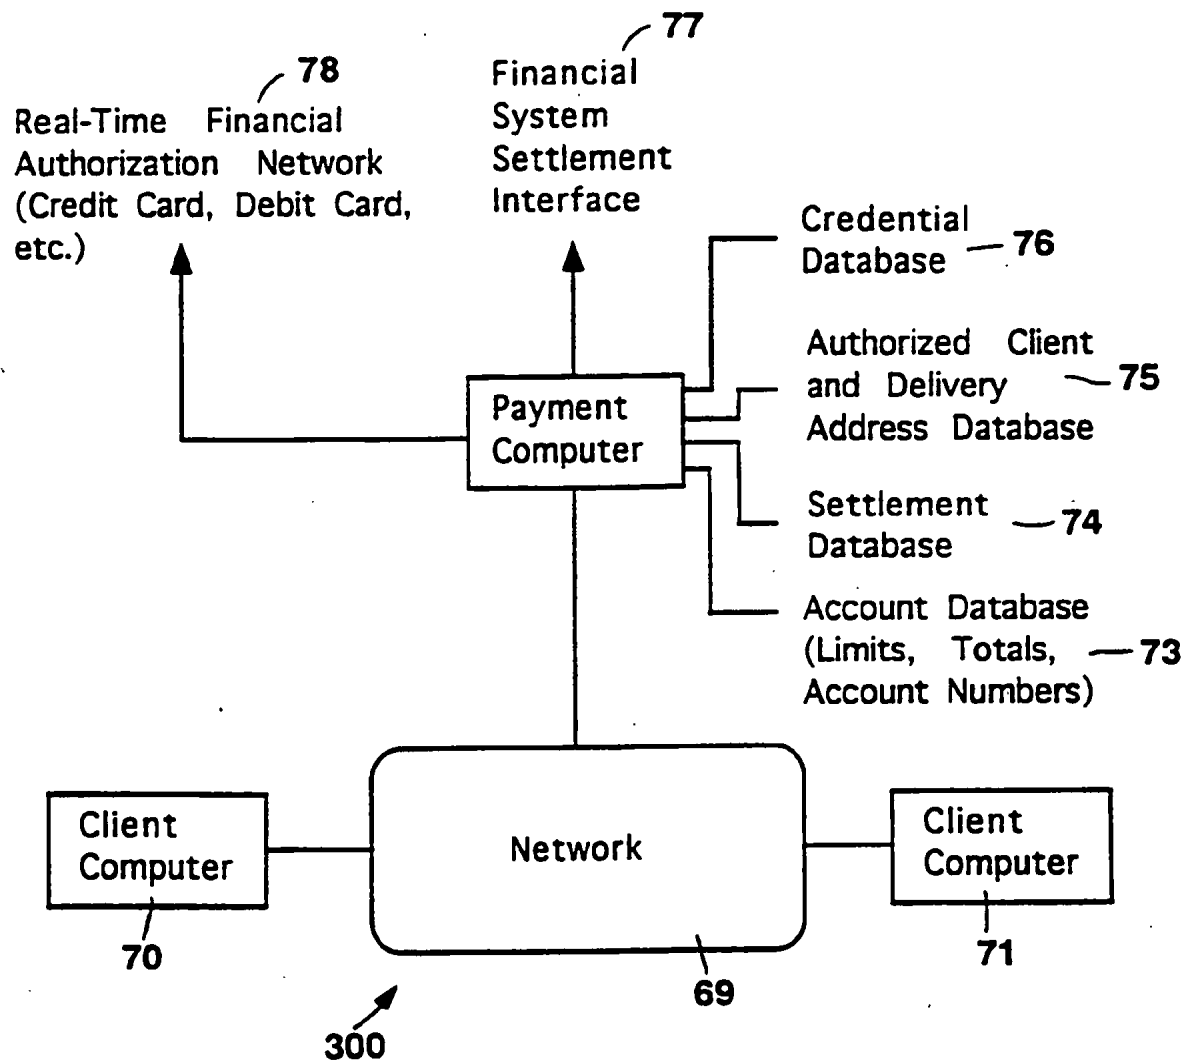 77
78
Financial
System
Settlement
Interface
Real-Time Financial
Authorization Network
(Credit Card, Debit Card,
etc.)
Credential
Database
76
Authorized Client
and Delivery
Address Database
75
Payment
Computer
Settlement
Database
74
Account Database
(Limits, Totals,
Account Numbers)
73
Client
Computer
70
Network
69
Client
Computer
71
300